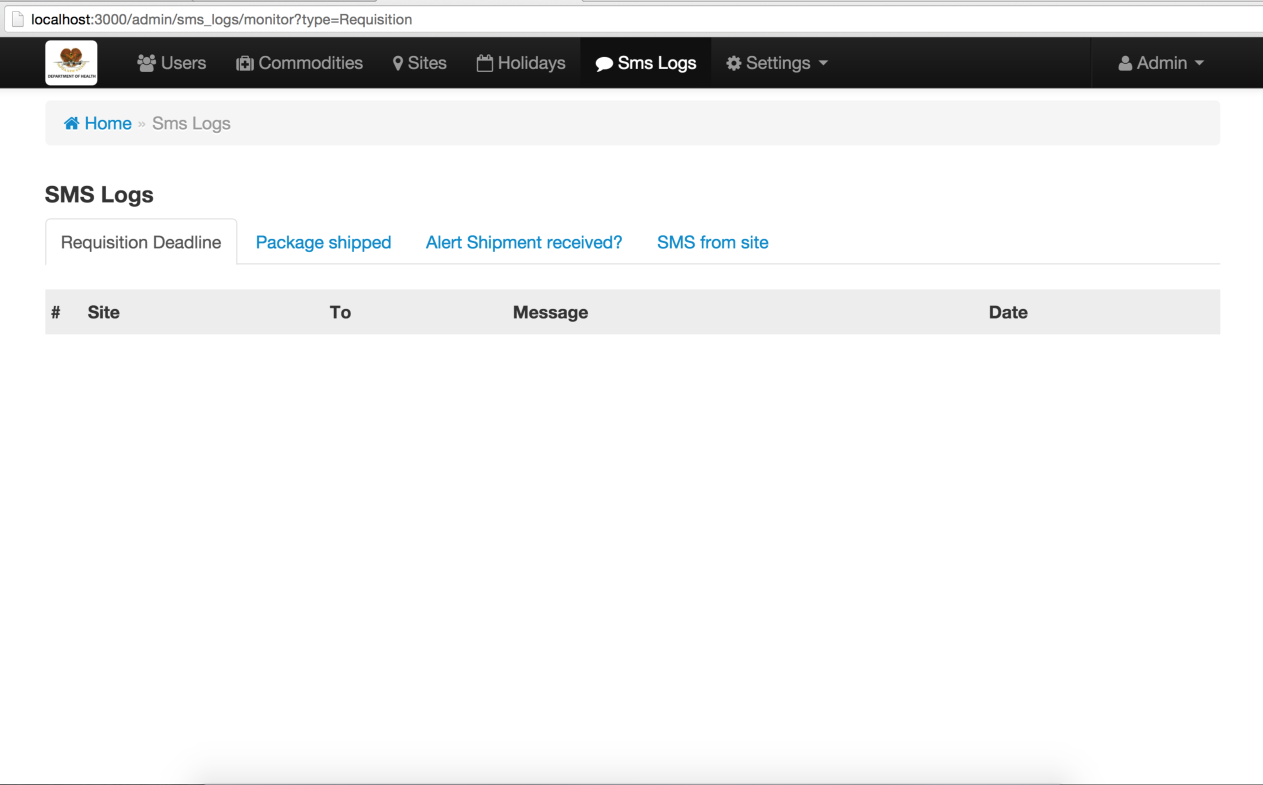 localhost:3000/admin/sms_logs/monitor?type=Requisition
DEPARTMENT OF HEALTH
Users Commodities Sites Holidays Sms Logs Settings Admin
Home » Sms Logs
SMS Logs
Requisition Deadline Package shipped Alert Shipment received? SMS from site
# Site To Message Date